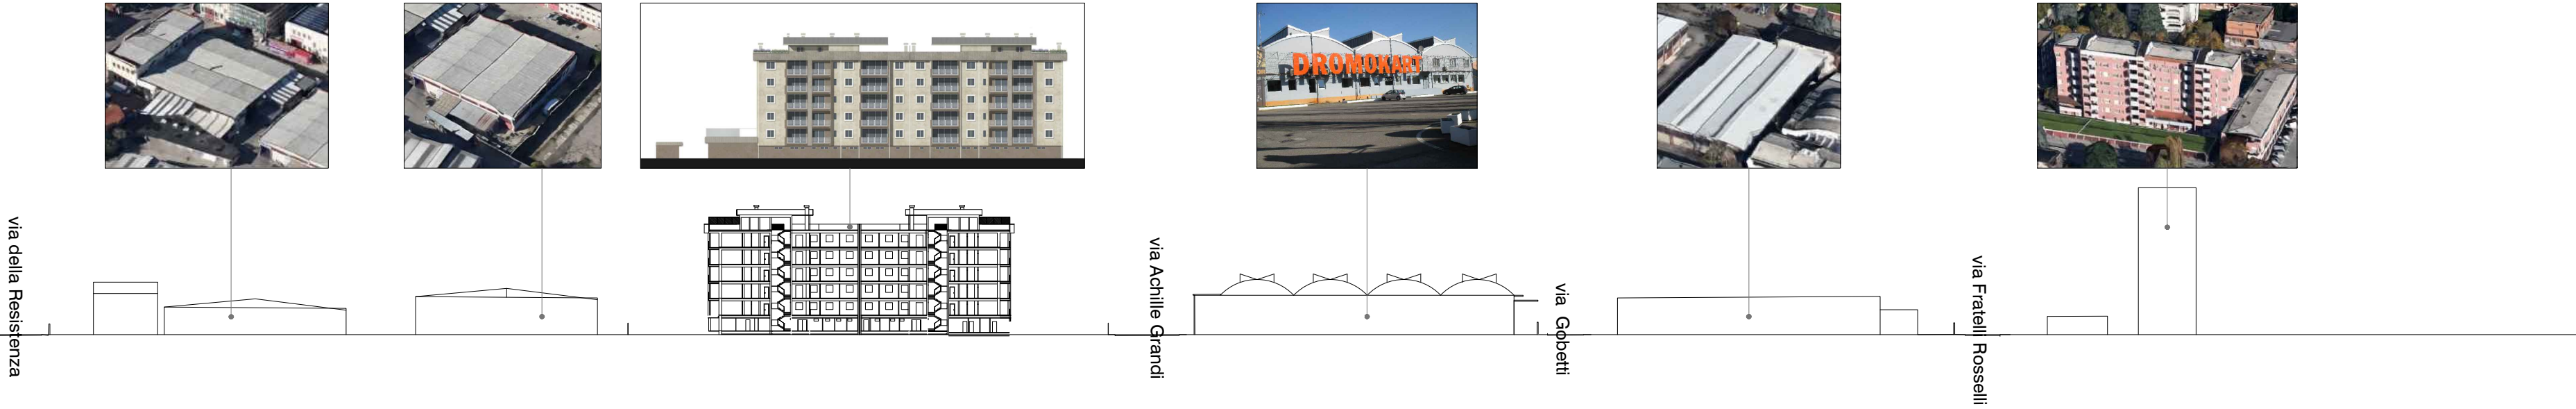 DROMOKART
via della Resistenza
via Achille Grandi
via Gobetti
via Fratelli Rosselli